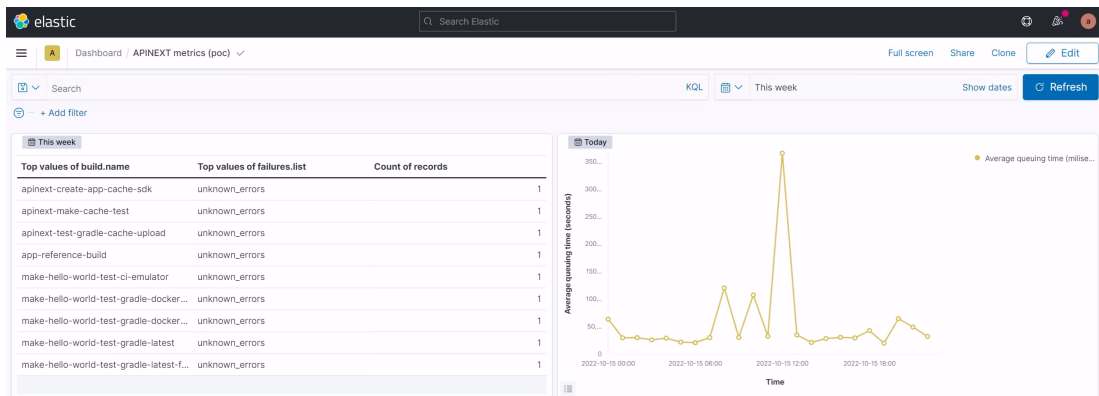 elastic
Search Elastic
a
A
Dashboard / APINEXT metrics (poc)
Full screen Share Clone Edit
Search
KQL
This week
Show dates
Refresh
+ Add filter
This week
Top values of build.name Top values of failures.list Count of records
apinext-create-app-cache-sdk unknown_errors 1
apinext-make-cache-test unknown_errors 1
apinext-test-gradle-cache-upload unknown_errors 1
app-reference-build unknown_errors 1
make-hello-world-test-ci-emulator unknown_errors 1
make-hello-world-test-gradle-docker... unknown_errors 1
make-hello-world-test-gradle-docker... unknown_errors 1
make-hello-world-test-gradle-latest unknown_errors 1
make-hello-world-test-gradle-latest-f... unknown_errors 1
Today
Average queuing time (seconds)
350...
300...
250...
200...
150...
100...
50,...
0
2022-10-15 00:00 2022-10-15 06:00 2022-10-15 12:00 2022-10-15 18:00
Time
Average queuing time (milise...